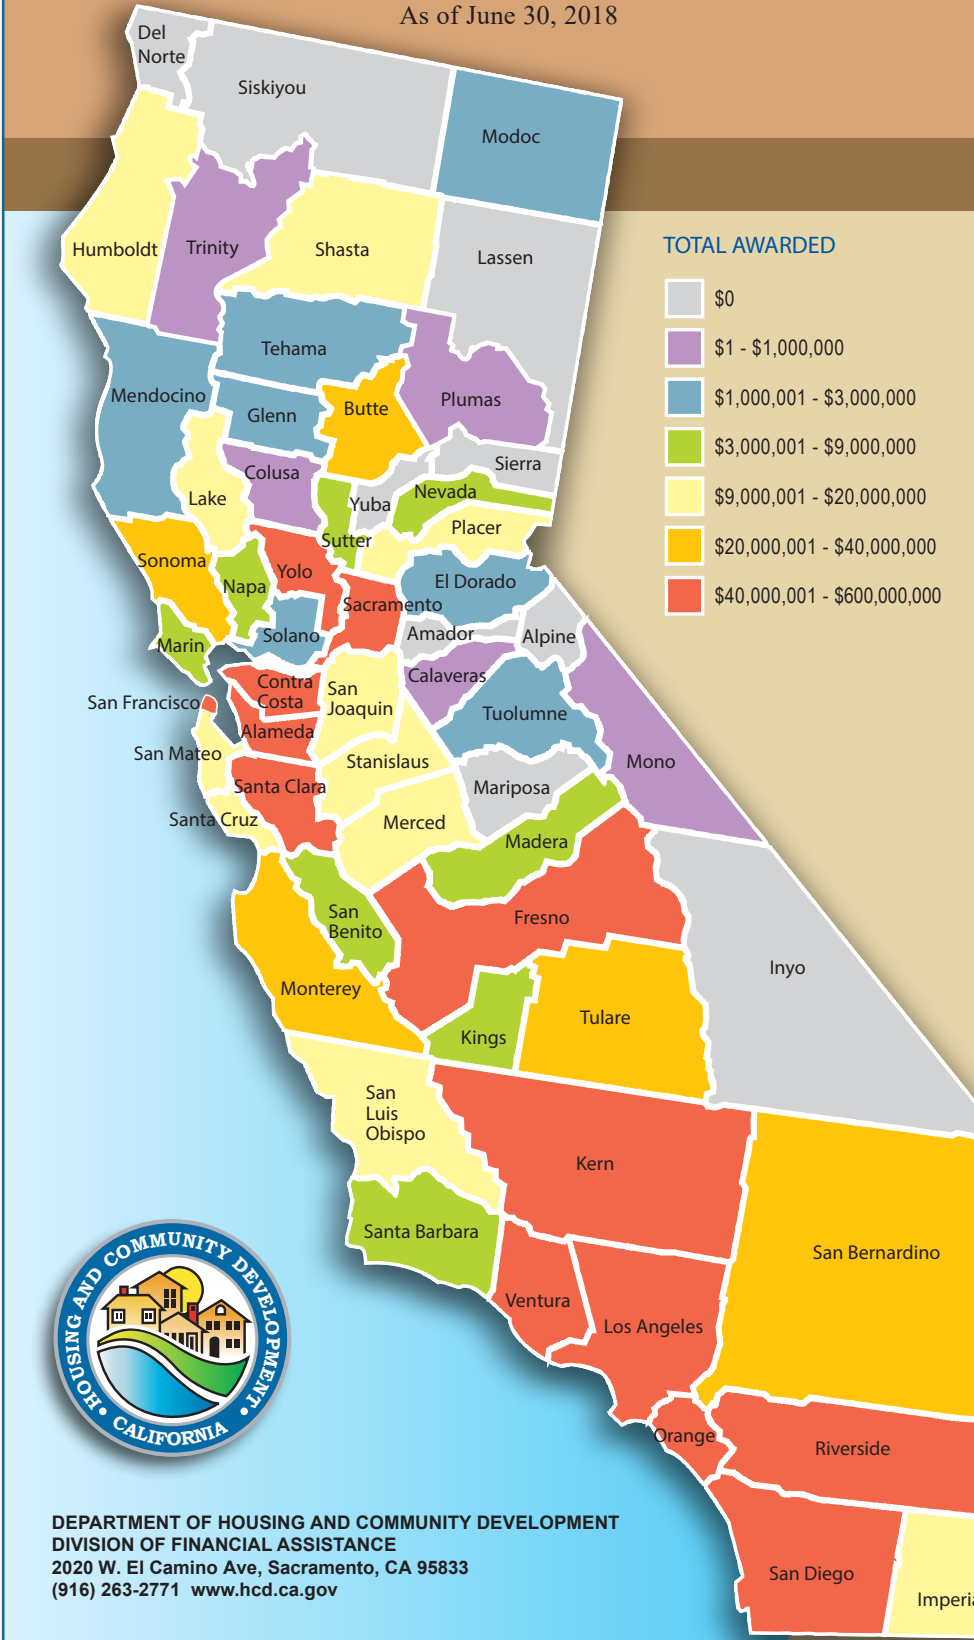 As of June 30, 2018
Del
Norte
Siskiyou
Modoc
Humboldt
Trinity
Shasta
Lassen
TOTAL AWARDED
$0
$1 - $1,000,000
$1,000,001 - $3,000,000
$3,000,001 - $9,000,000
$9,000,001 - $20,000,000
$20,000,001 - $40,000,000
$40,000,001 - $600,000,000
Tehama
Mendocino
Glenn
Butte
Plumas
Colusa
Sierra
Lake
Yuba
Nevada
Sutter
Placer
Sonoma
Napa
Yolo
El Dorado
Sacramento
Marin
Solano
Amador
Alpine
Calaveras
Contra
Costa
San
Joaquin
San Francisco
Tuolumne
Alameda
San Mateo
Stanislaus
Mono
Santa Clara
Mariposa
Santa Cruz
Merced
Madera
San
Benito
Fresno
Inyo
Monterey
Tulare
Kings
San
Luis
Obispo
Kern
Santa Barbara
San Bernardino
Ventura
Los Angeles
Orange
Riverside
San Diego
Imperia
HOUSING AND COMMUNITY DEVELOPMENT
• CALIFORNIA •
DEPARTMENT OF HOUSING AND COMMUNITY DEVELOPMENT
DIVISION OF FINANCIAL ASSISTANCE
2020 W. El Camino Ave, Sacramento, CA 95833
(916) 263-2771 www.hcd.ca.gov